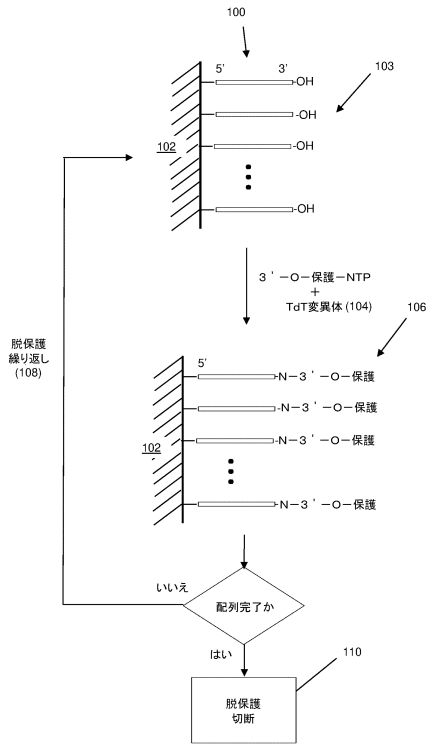 100
5' 3'
103
-OH
-OH
102
-OH
-OH
3'-O-保護-NTP
+
TdT変異体(104)
脱保護
繰り返し
(108)
106
5'
-N-3'-O-保護
-N-3'-O-保護
102
-N-3'-O-保護
-N-3'-O-保護
いいえ
配列完了か
はい
110
脱保護
切断